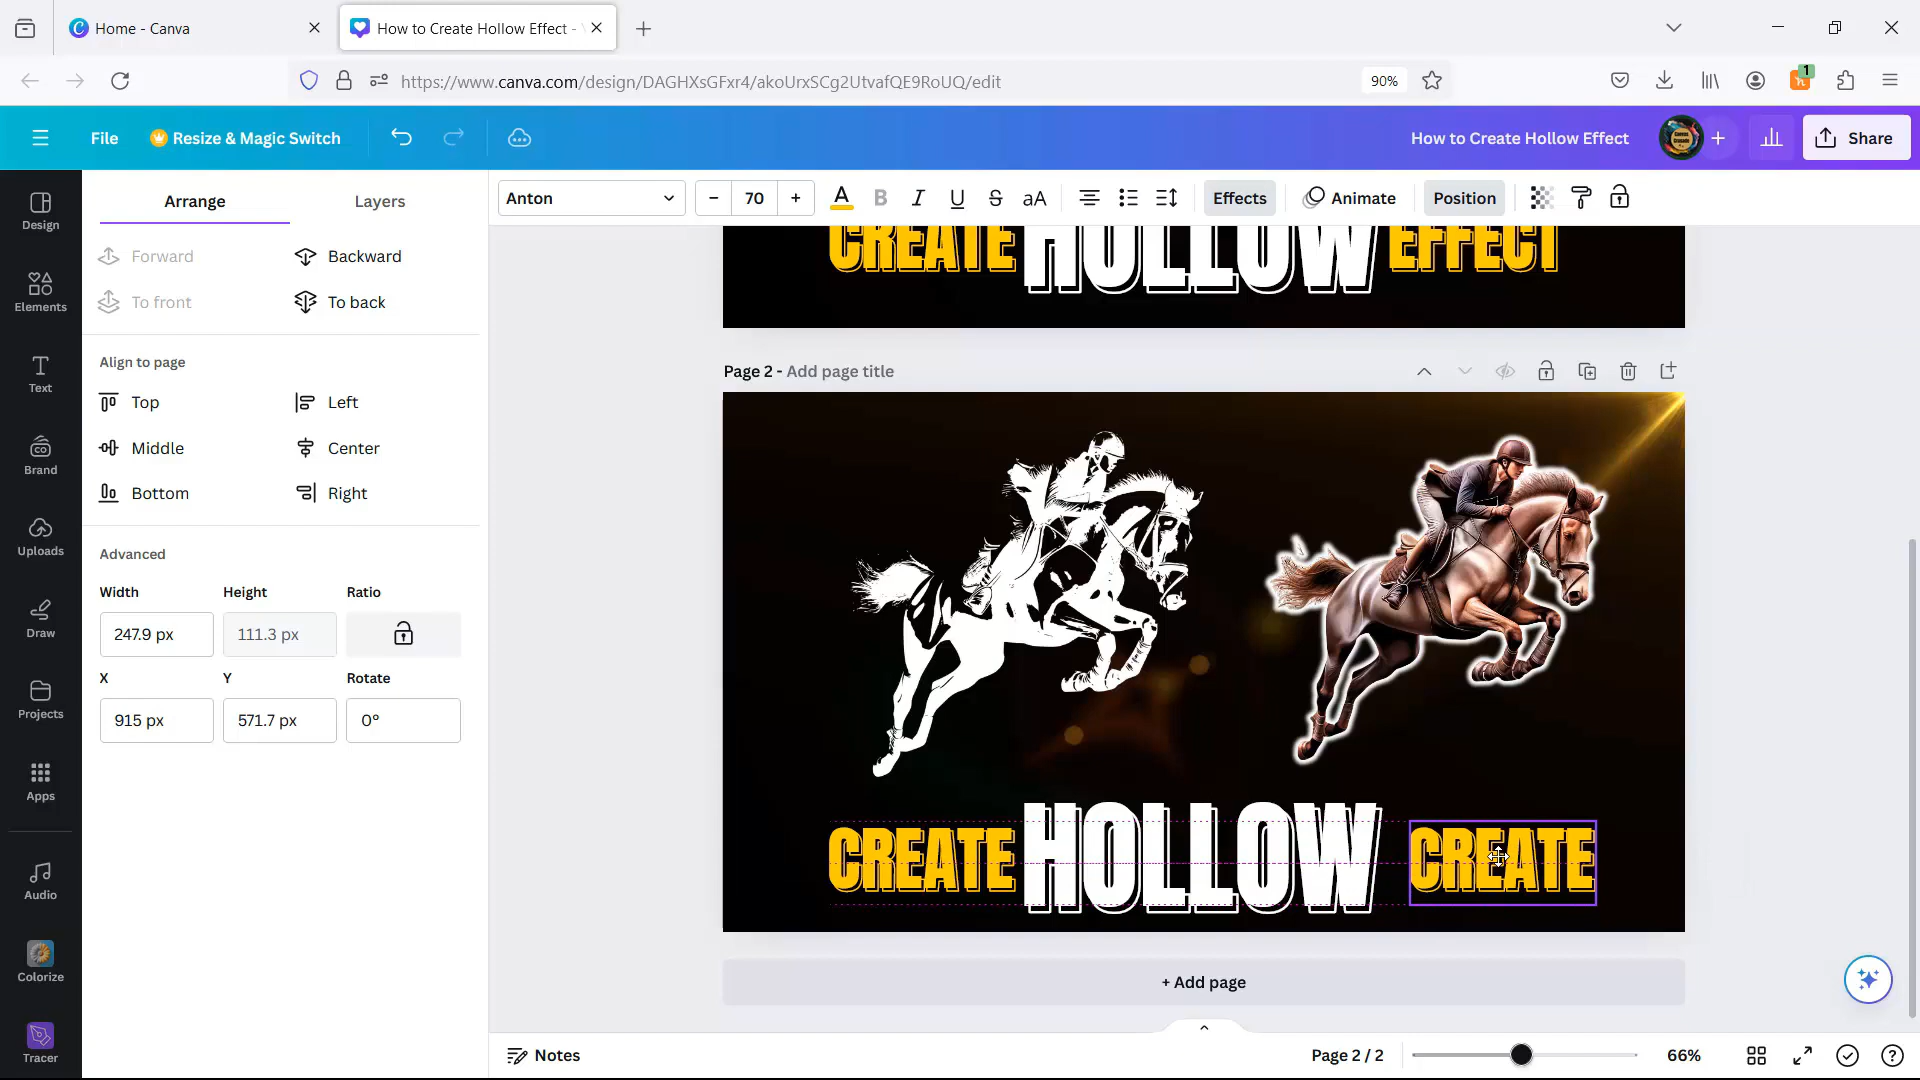 Home - Canva
How to Create Hollow Effect -
https://www.canva.com/design/DAGHXsGFxr4/akoUrxSCg2UtvafQE9RoUQ/edit
90%
1
File
Resize & Magic Switch
How to Create Hollow Effect
Share
Arrange
Layers
Anton
70
A
B
I
U
S
aA
Effects
Animate
Position
Design
Elements
Text
Brand
Uploads
Draw
Projects
Apps
Audio
Colorize
Tracer
Forward
Backward
To front
To back
Align to page
Top
Left
Middle
Center
Bottom
Right
Advanced
Width
Height
Ratio
247.9 px
111.3 px
X
Y
Rotate
915 px
571.7 px
0°
CREATE HOLLOW EFFECT
Page 2 - Add page title
CREATE HOLLOW CREATE
+ Add page
Notes
Page 2 / 2
66%